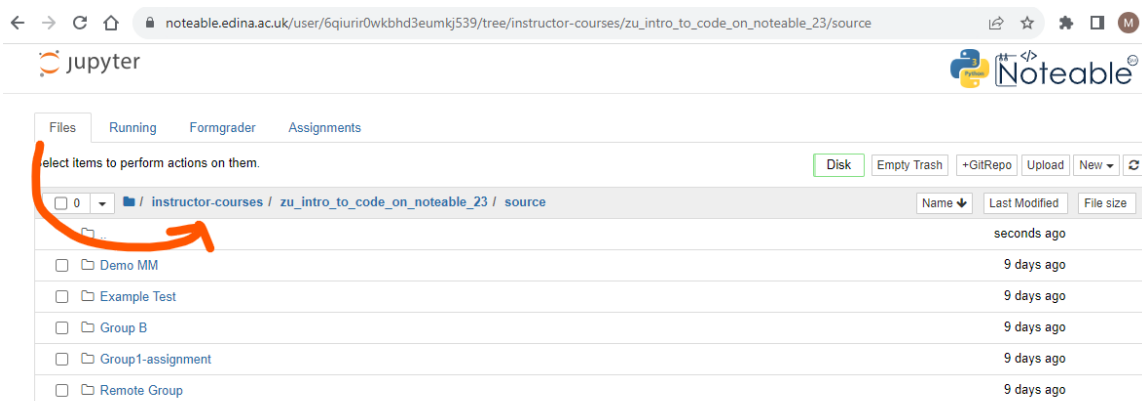 noteable.edina.ac.uk/user/6qiurir0wkbhd3eumkj539/tree/instructor-courses/zu_intro_to_code_on_noteable_23/source M
jupyter Python </> Noteable
Files Running Formgrader Assignments
elect items to perform actions on them. Disk Empty Trash +GitRepo Upload New
0 / instructor-courses / zu_intro_to_code_on_noteable_23 / source Name Last Modified File size
.. seconds ago
Demo MM 9 days ago
Example Test 9 days ago
Group B 9 days ago
Group1-assignment 9 days ago
Remote Group 9 days ago